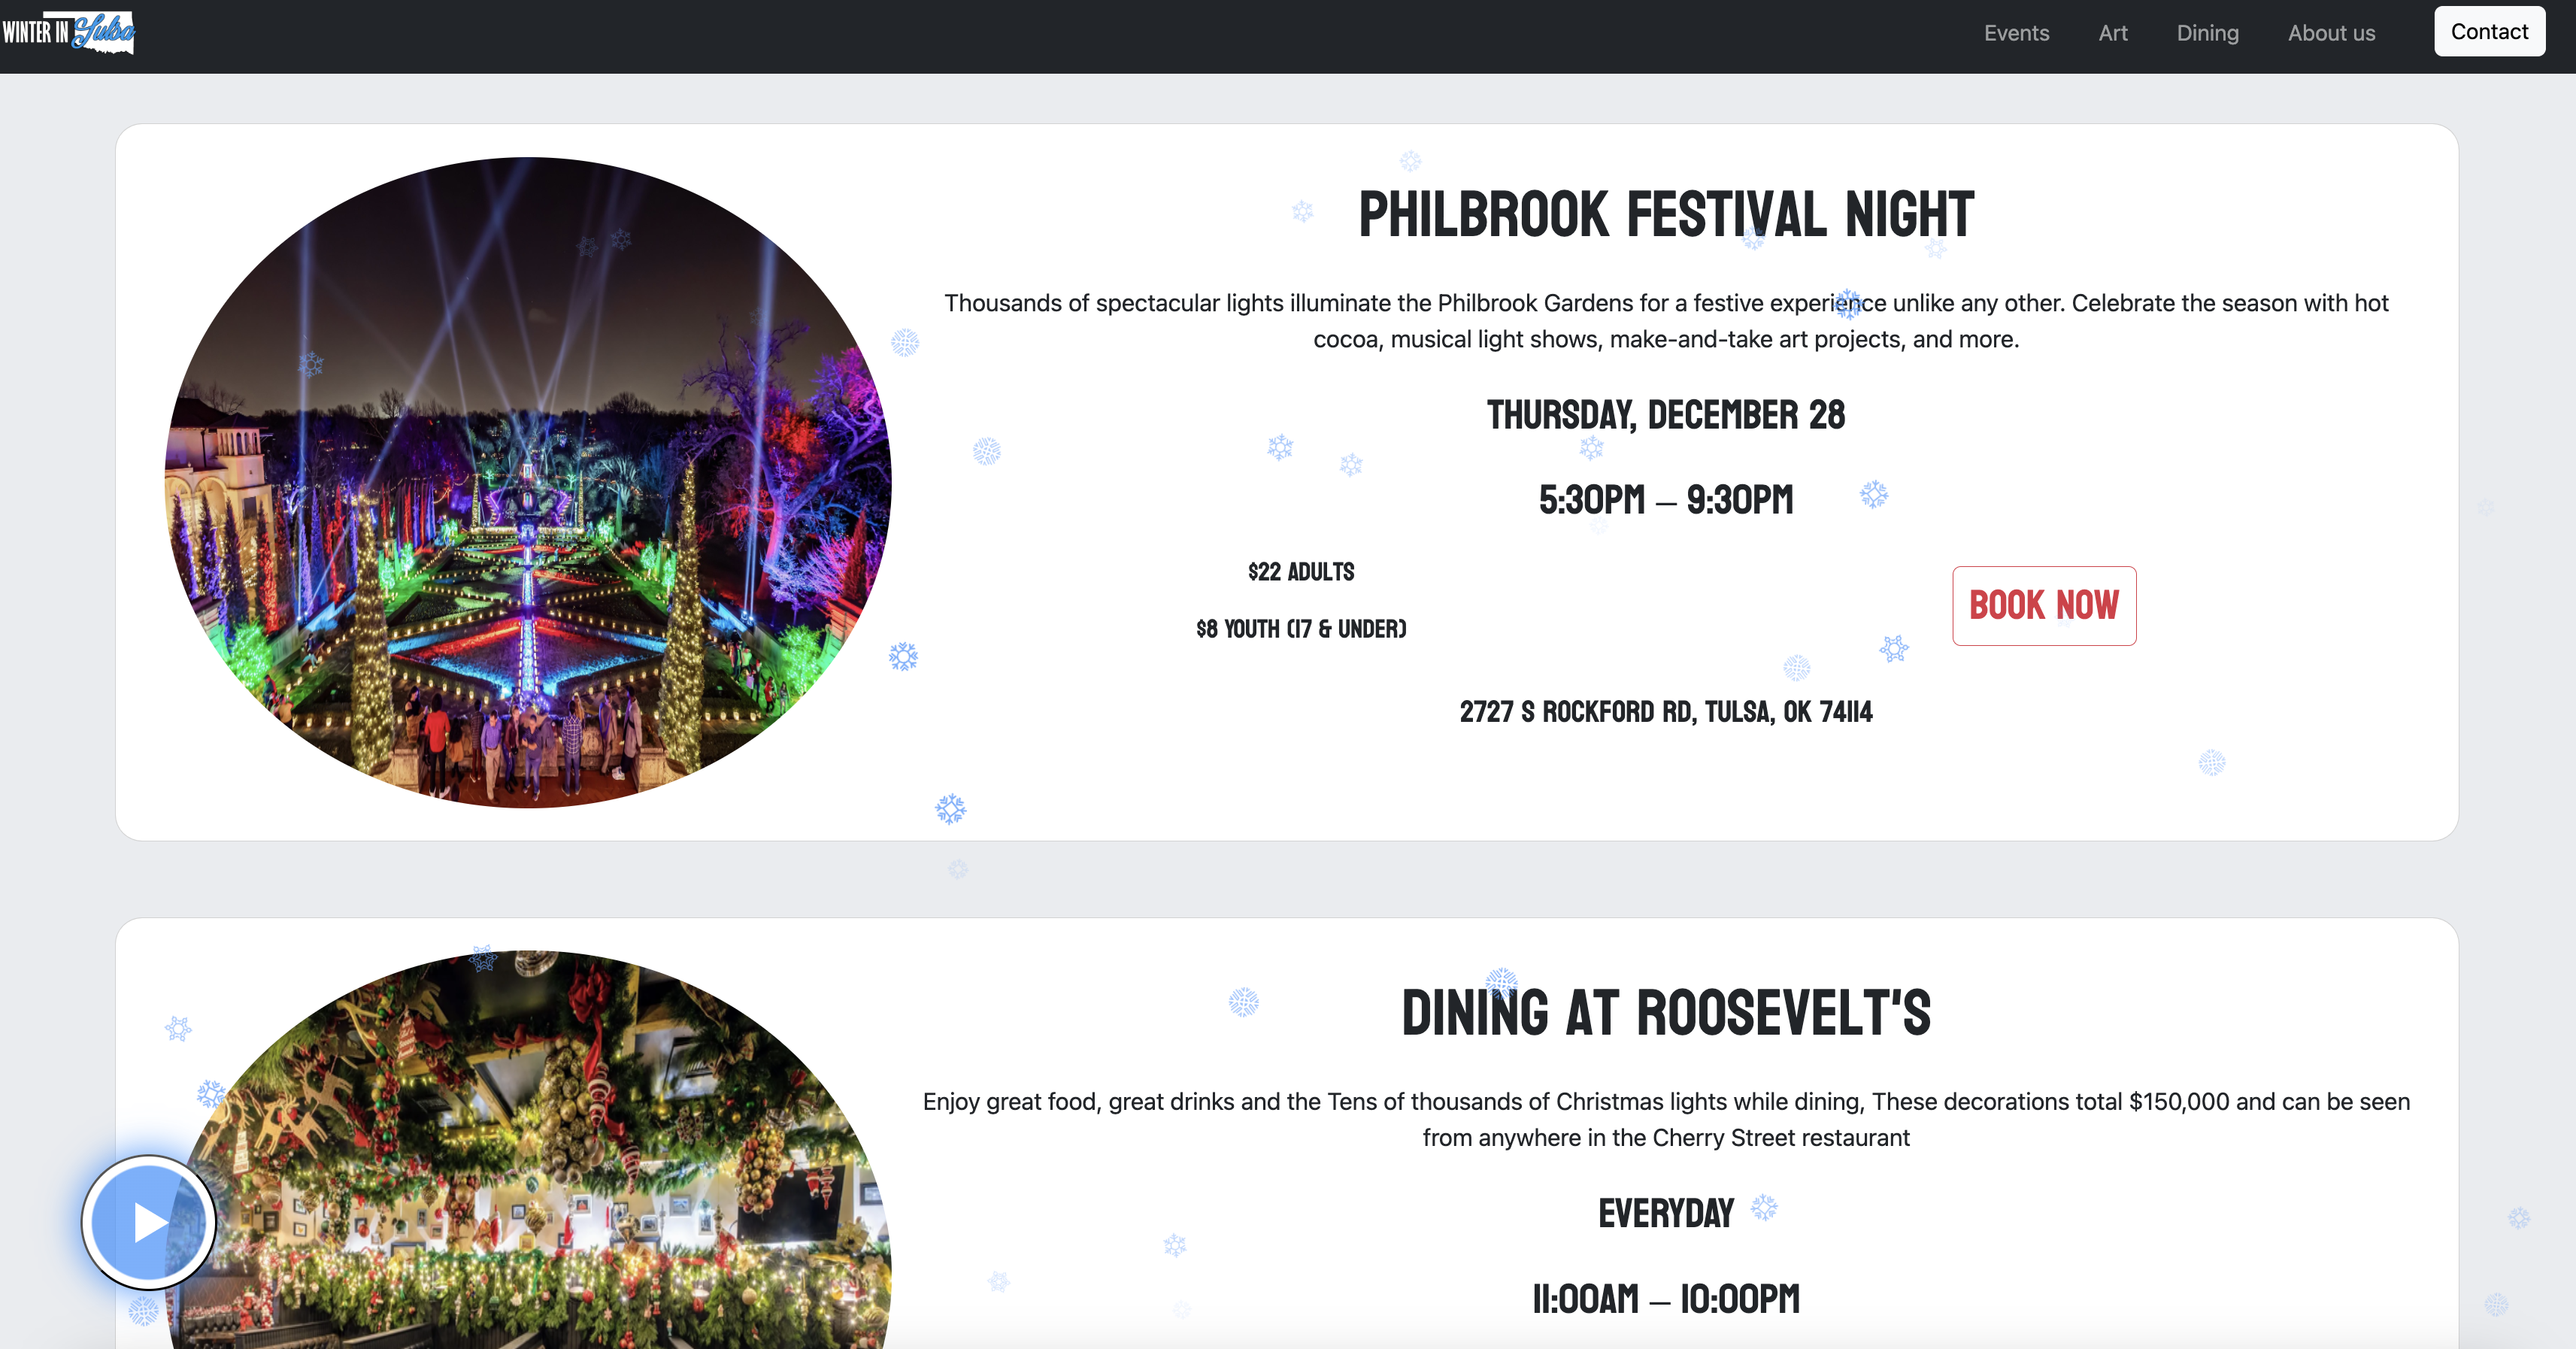 WINTER IN Tulsa
Events
Art
Dining
About us
Contact
PHILBROOK FESTIVAL NIGHT
Thousands of spectacular lights illuminate the Philbrook Gardens for a festive experience unlike any other. Celebrate the season with hot
cocoa, musical light shows, make-and-take art projects, and more.
THURSDAY, DECEMBER 28
5:30PM – 9:30PM
$22 ADULTS
$8 YOUTH (17 & UNDER)
BOOK NOW
2727 S ROCKFORD RD, TULSA, OK 74114
DINING AT ROOSEVELT'S
Enjoy great food, great drinks and the Tens of thousands of Christmas lights while dining, These decorations total $150,000 and can be seen
from anywhere in the Cherry Street restaurant
EVERYDAY
11:00AM – 10:00PM